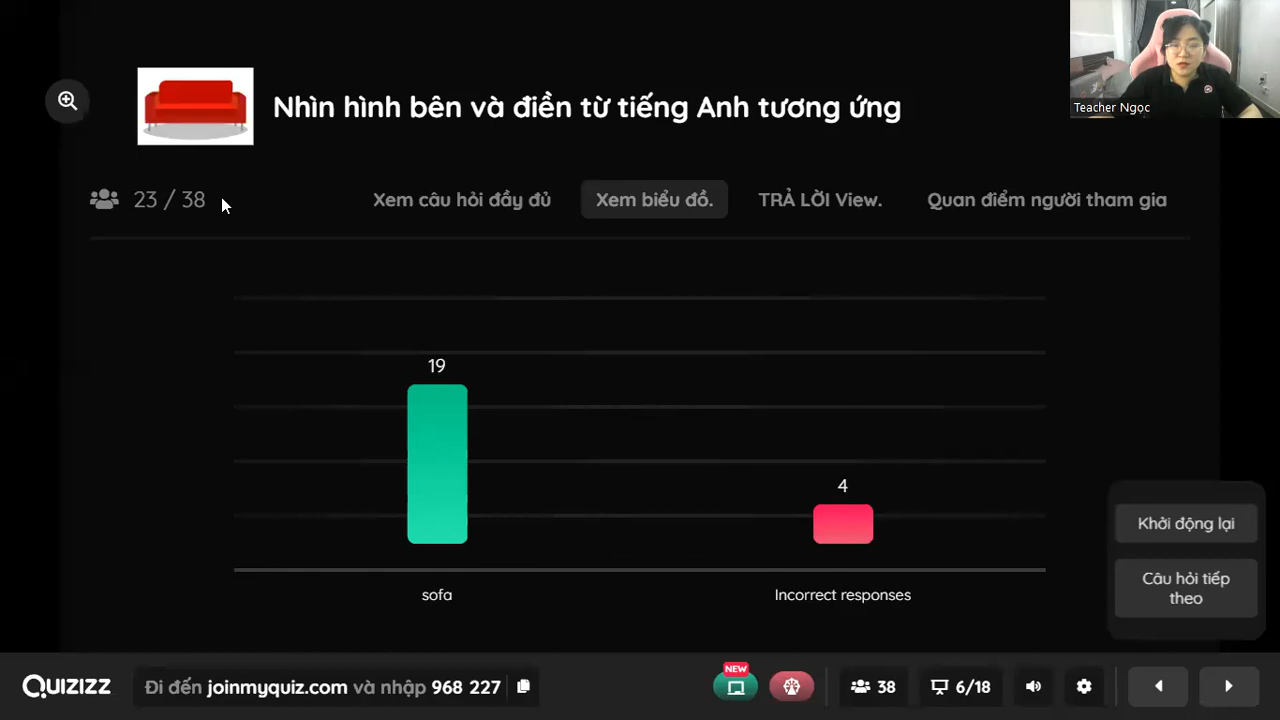 Nhìn hình bên và điền từ tiếng Anh tương ứng
Teacher Ngọc
23 / 38
Xem câu hỏi đầy đủ
Xem biểu đồ.
TRẢ LỜI View.
Quan điểm người tham gia
19
4
sofa
Incorrect responses
Khởi động lại
Câu hỏi tiếp
theo
QUIZIZZ
Đi đến joinmyquiz.com và nhập 968 227
NEW
38
6/18